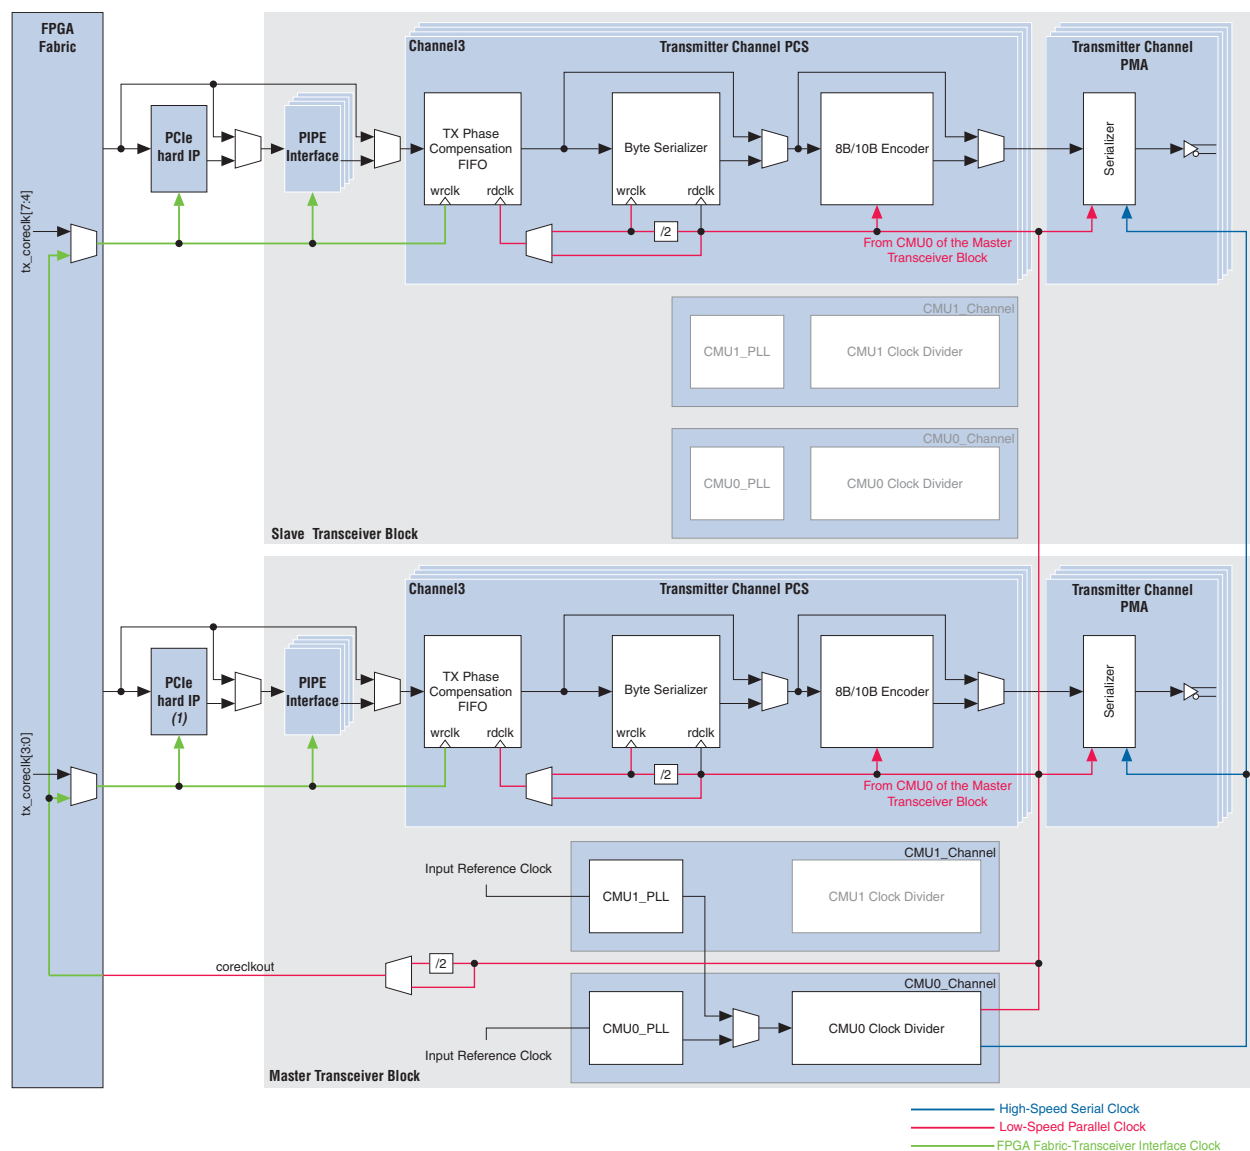 FPGA
Fabric
Channel3
Transmitter Channel PCS
Transmitter Channel
PMA
PCIe
hard IP
PIPE
Interface
TX Phase
Compensation
FIFO
wrclk
rdclk
Byte Serializer
wrclk
rdclk
/2
8B/10B Encoder
From CMU0 of the Master
Transceiver Block
Serializer
tx_coreclk[7:4]
CMU1_Channel
CMU1_PLL
CMU1 Clock Divider
CMU0_Channel
CMU0_PLL
CMU0 Clock Divider
Slave Transceiver Block
Channel3
Transmitter Channel PCS
Transmitter Channel
PMA
PCIe
hard IP
(1)
PIPE
Interface
TX Phase
Compensation
FIFO
wrclk
rdclk
Byte Serializer
wrclk
rdclk
/2
8B/10B Encoder
From CMU0 of the Master
Transceiver Block
Serializer
tx_coreclk[3:0]
CMU1_Channel
Input Reference Clock
CMU1_PLL
CMU1 Clock Divider
coreclkout
/2
CMU0_Channel
CMU0_PLL
CMU0 Clock Divider
Input Reference Clock
Master Transceiver Block
High-Speed Serial Clock
Low-Speed Parallel Clock
FPGA Fabric-Transceiver Interface Clock